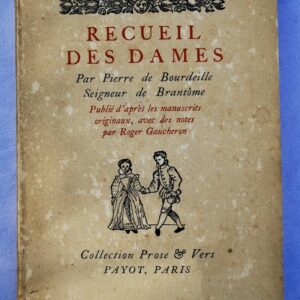 RECUEIL
DES DAMES
Par Pierre de Bourdeille
Seigneur de Brantôme
Publié d'après les manuscrits
originaux, avec des notes
par Roger Gaucheron
Collection Prose & Vers
PAYOT, PARIS